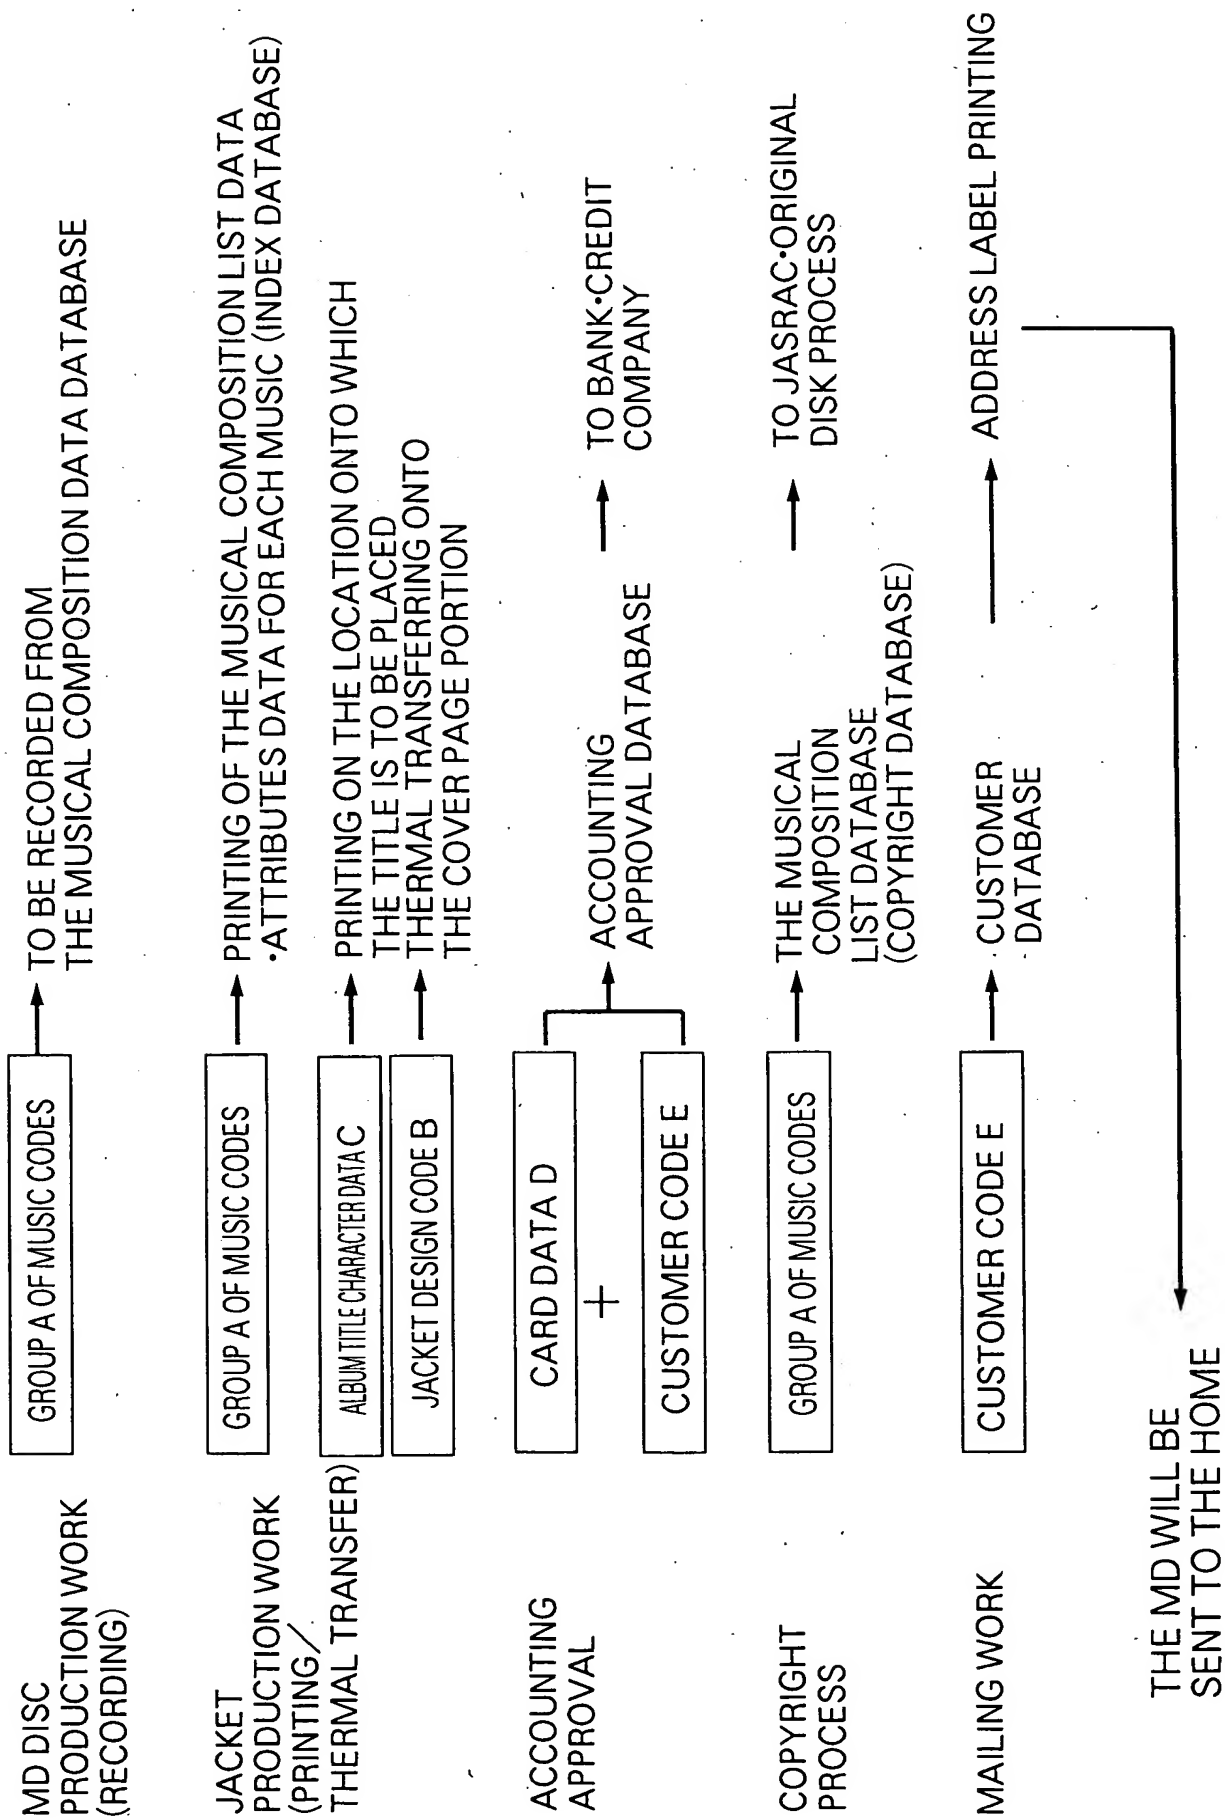 MD DISC
PRODUCTION WORK
(RECORDING)
GROUP A OF MUSIC CODES
TO BE RECORDED FROM
THE MUSICAL COMPOSITION DATA DATABASE
JACKET
PRODUCTION WORK
(PRINTING/
THERMAL TRANSFER)
GROUP A OF MUSIC CODES
PRINTING OF THE MUSICAL COMPOSITION LIST DATA
•ATTRIBUTES DATA FOR EACH MUSIC (INDEX DATABASE)
ALBUM TITLE CHARACTER DATA C
PRINTING ON THE LOCATION ONTO WHICH
THE TITLE IS TO BE PLACED
JACKET DESIGN CODE B
THERMAL TRANSFERRING ONTO
THE COVER PAGE PORTION
ACCOUNTING
APPROVAL
CARD DATA D
+
CUSTOMER CODE E
ACCOUNTING
APPROVAL DATABASE
TO BANK•CREDIT
COMPANY
COPYRIGHT
PROCESS
GROUP A OF MUSIC CODES
THE MUSICAL
COMPOSITION
LIST DATABASE
(COPYRIGHT DATABASE)
TO JASRAC•ORIGINAL
DISK PROCESS
MAILING WORK
CUSTOMER CODE E
CUSTOMER
DATABASE
ADDRESS LABEL PRINTING
THE MD WILL BE
SENT TO THE HOME